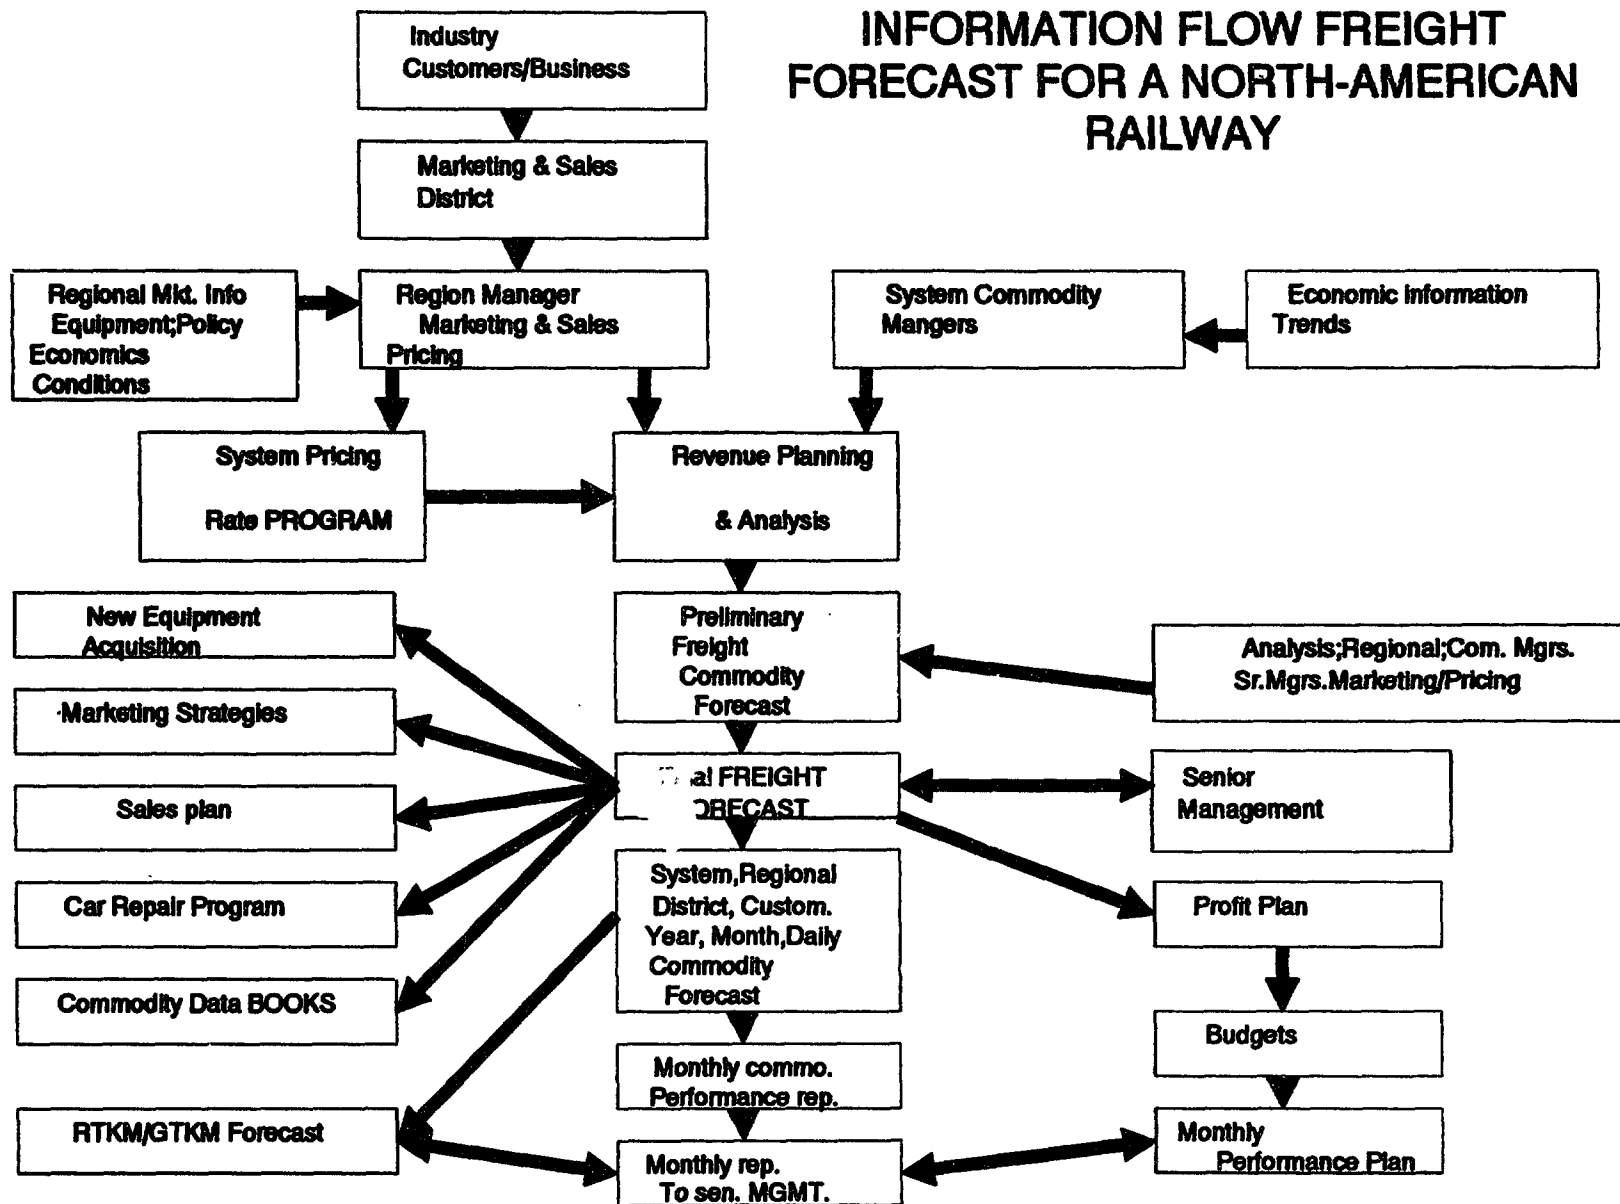 INFORMATION FLOW FREIGHT
FORECAST FOR A NORTH-AMERICAN
RAILWAY
Industry
Customers/Business
Marketing & Sales
District
Regional Mkt. Info
Equipment;Policy
Economics
Conditions
Region Manager
Marketing & Sales
Pricing
System Commodity
Mangers
Economic Information
Trends
System Pricing
Rate PROGRAM
Revenue Planning
& Analysis
New Equipment
Acquisition
Preliminary
Freight
Commodity
Forecast
Analysis;Regional;Com. Mgrs.
Sr.Mgrs.Marketing/Pricing
Marketing Strategies
FREIGHT
Senior
Management
Sales plan
Car Repair Program
System,Regional
District, Custom.
Year, Month,Daily
Commodity
Forecast
Profit Plan
Commodity Data BOOKS
Budgets
Monthly commo.
Performance rep.
RTKM/GTKM Forecast
Monthly rep.
To sen. MGMT.
Monthly
Performance Plan